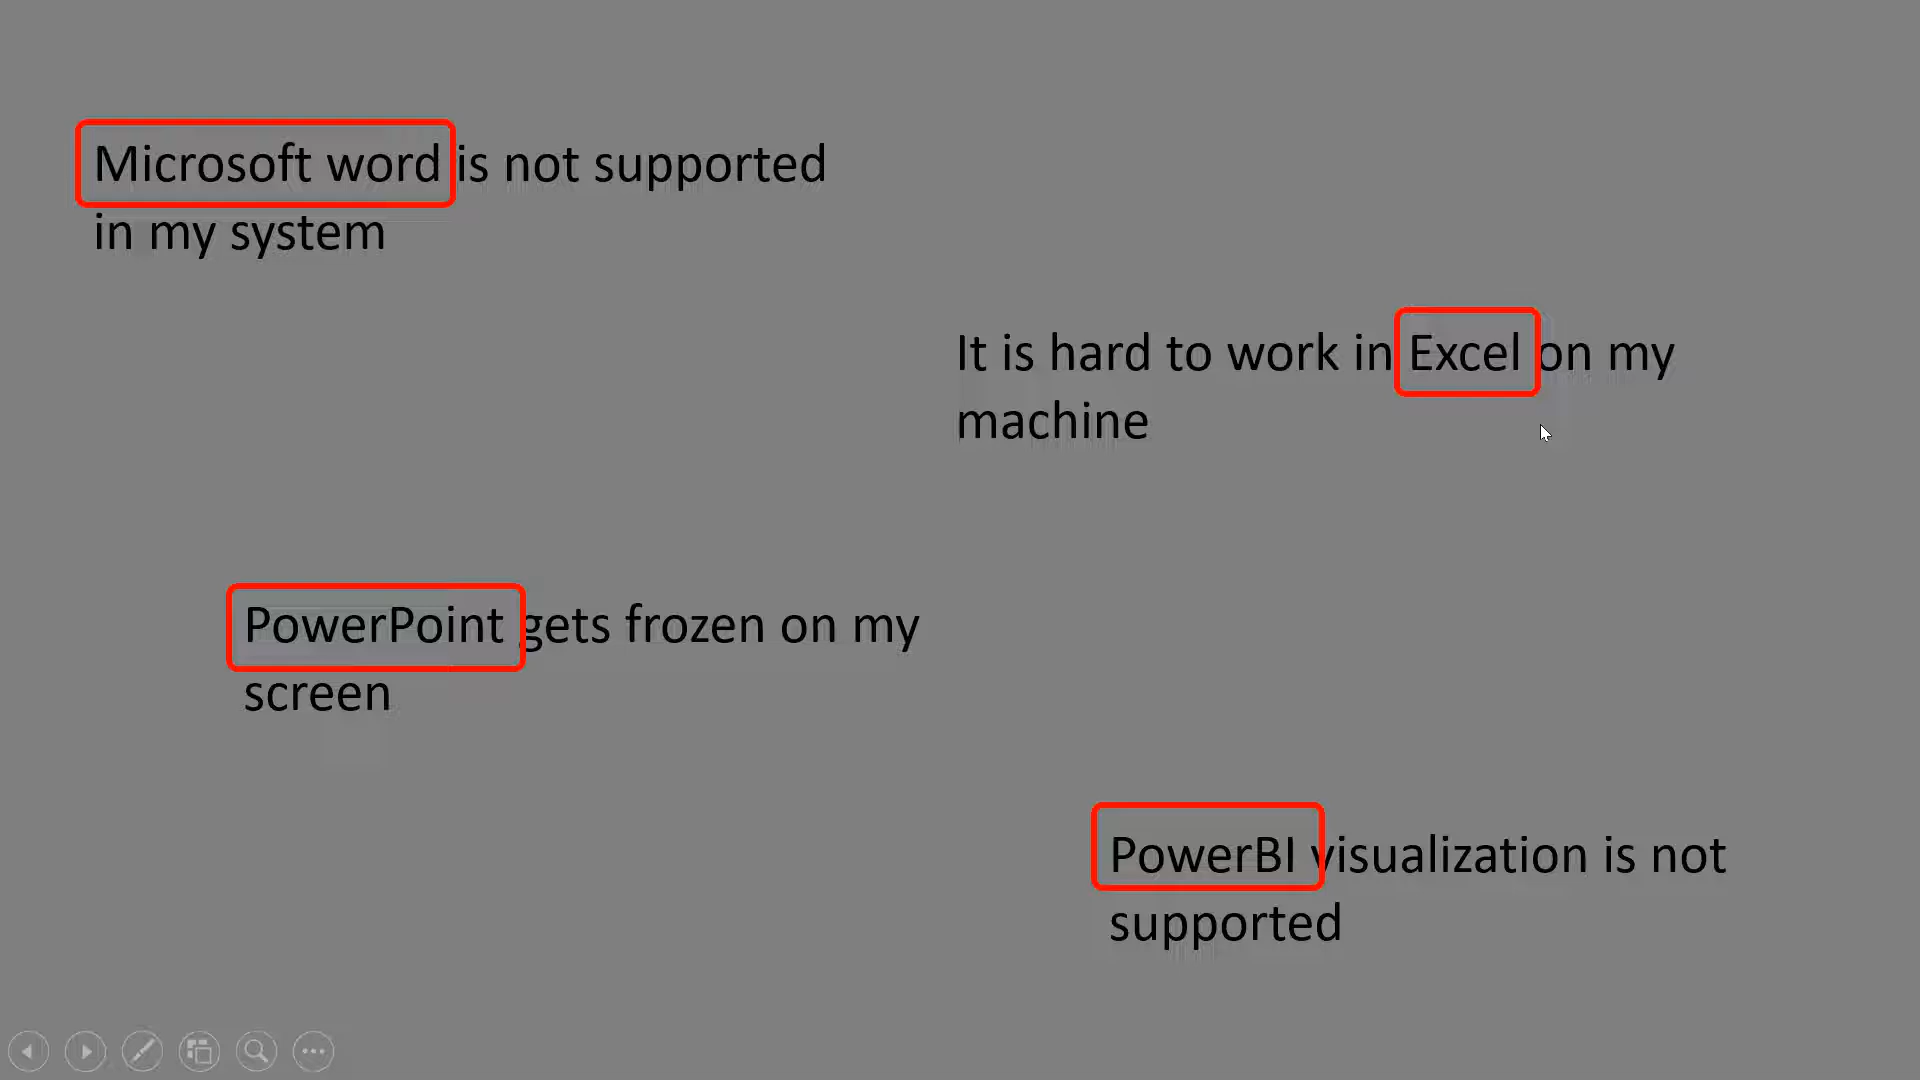 Microsoft word is not supported
in my system
It is hard to work in Excel on my
machine
PowerPoint gets frozen on my
screen
PowerBI visualization is not
supported